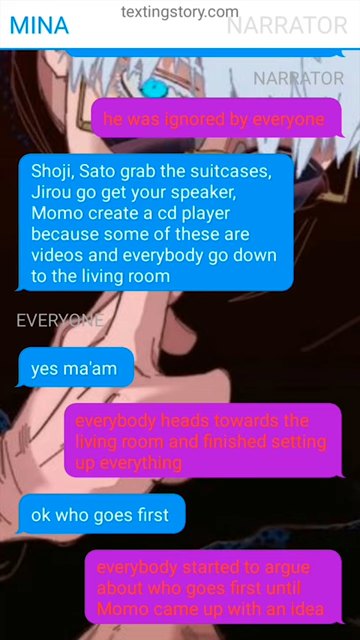 textingstory.com
MINA
NARRATOR
NARRATOR
he was ignored by everyone
Shoji, Sato grab the suitcases,
Jirou go get your speaker,
Momo create a cd player
because some of these are
videos and everybody go down
to the living room
EVERYONE
yes ma'am
everybody heads towards the
living room and finished setting
up everything
ok who goes first
everybody started to argue
about who goes first until
Momo came up with an idea